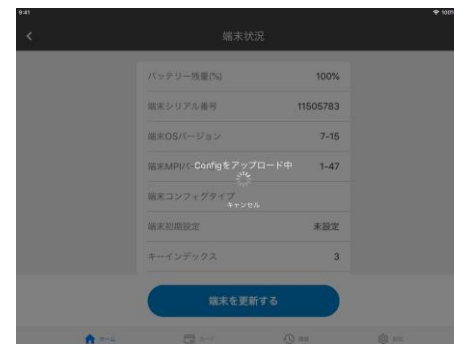 9:41
100%
端末状況
バッテリー残量(%) 100%
端末シリアル番号 11505783
端末OSバージョン 7-15
端末MPIバ 1-47
Configをアップロード中
端末コンフィグタイプ
キャンセル
端末初期設定 未設定
キーインデックス 3
端末を更新する
ホーム
カート